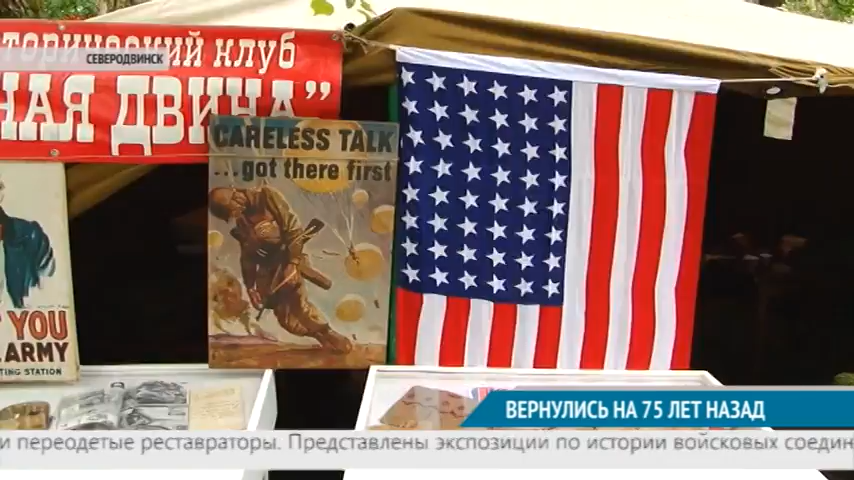 торический клуб
СЕВЕРОДВИНСК
НАЯ ДВИНА"
CARELESS TALK
...got there first
YOU
ARMY
STATION
ВЕРНУЛИСЬ НА 75 ЛЕТ НАЗАД
и переодетые реставраторы. Представлены экспозиции по истории войсковых соедин